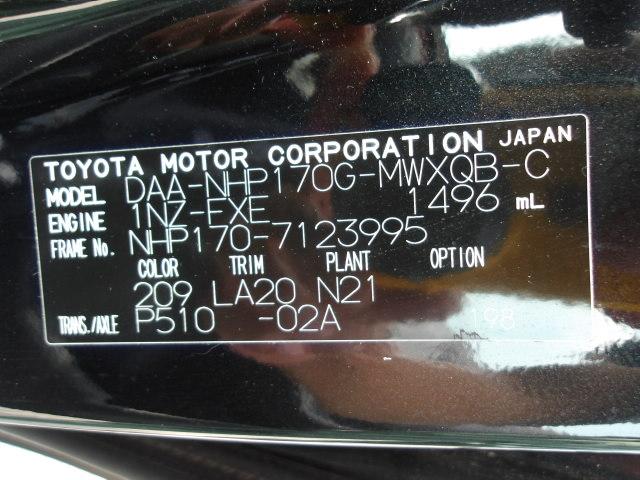 TOYOTA MOTOR CORPORATION JAPAN
MODEL DAA-NHP170G-MWXQB-C
ENGINE 1NZ-FXE 1496 mL
FRAME No. NHP170-7123995
COLOR TRIM PLANT OPTION
209 LA20 N21
TRANS./AXLE P510 -02A 198